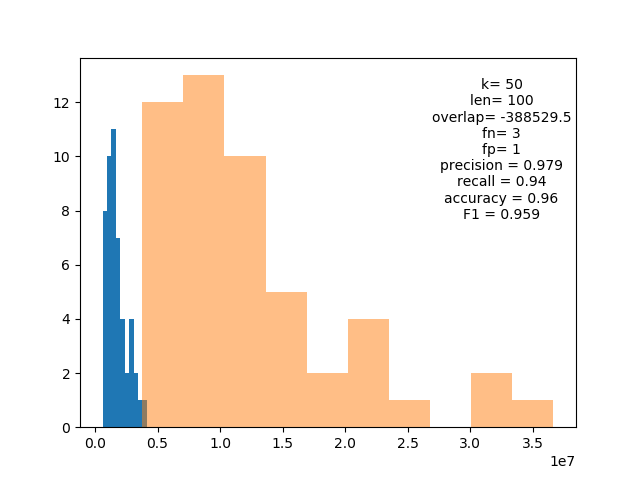 k= 50
len= 100
overlap= -388529.5
fn= 3
fp= 1
precision = 0.979
recall = 0.94
accuracy = 0.96
F1 = 0.959
12
10
8
6
4
2
0
0.0 0.5 1.0 1.5 2.0 2.5 3.0 3.5
1e7